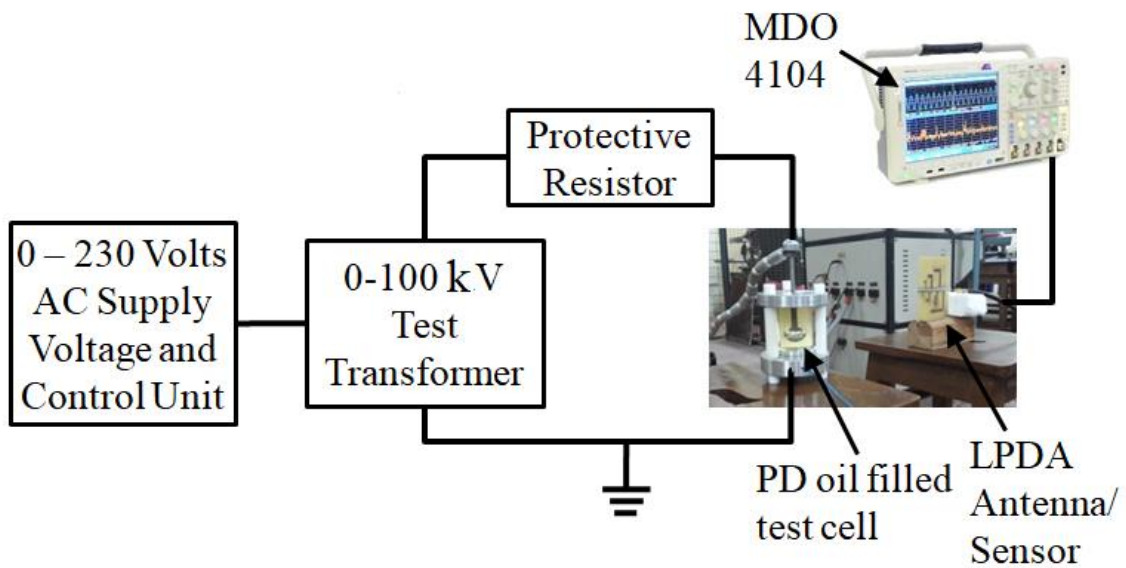 MDO
4104
Protective
Resistor
0 – 230 Volts
AC Supply
Voltage and
Control Unit
0-100 kV
Test
Transformer
PD oil filled
test cell
LPDA
Antenna/
Sensor